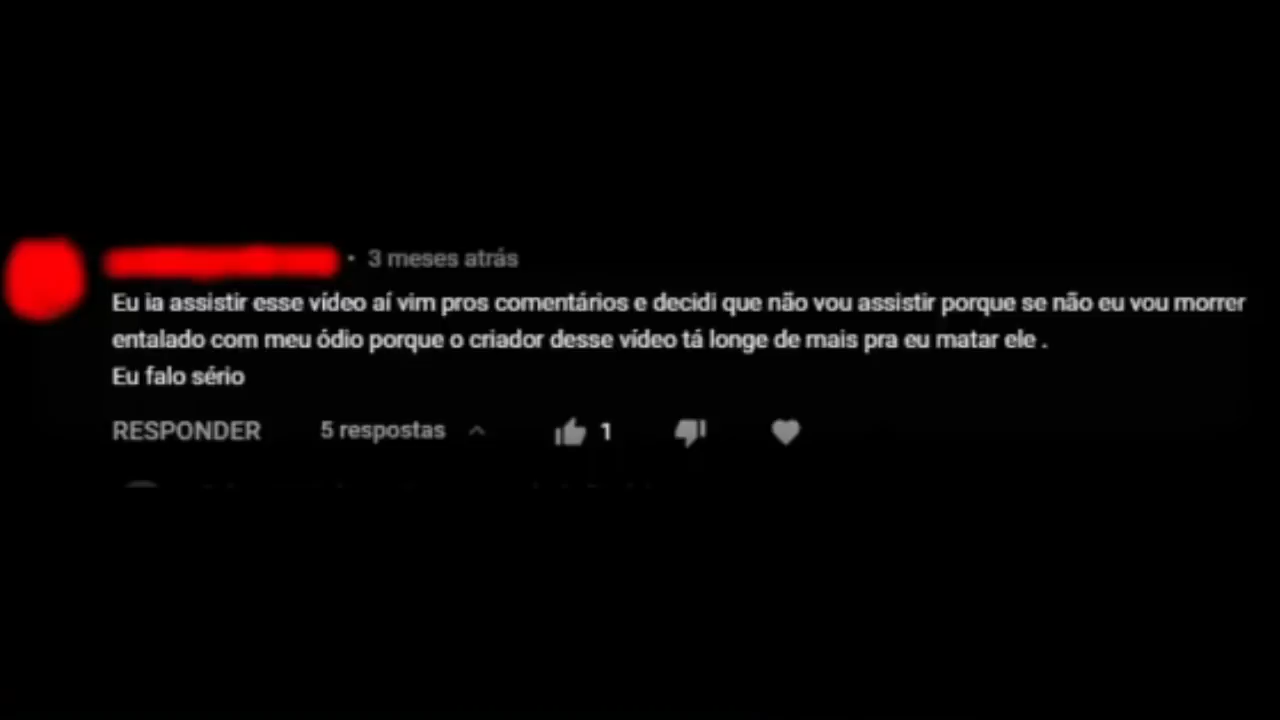 • 3 meses atrás
Eu ia assistir esse vídeo aí vim pros comentários e decidi que não vou assistir porque se não eu vou morrer
entalado com meu ódio porque o criador desse vídeo tá longe de mais pra eu matar ele .
Eu falo sério
RESPONDER 5 respostas 1